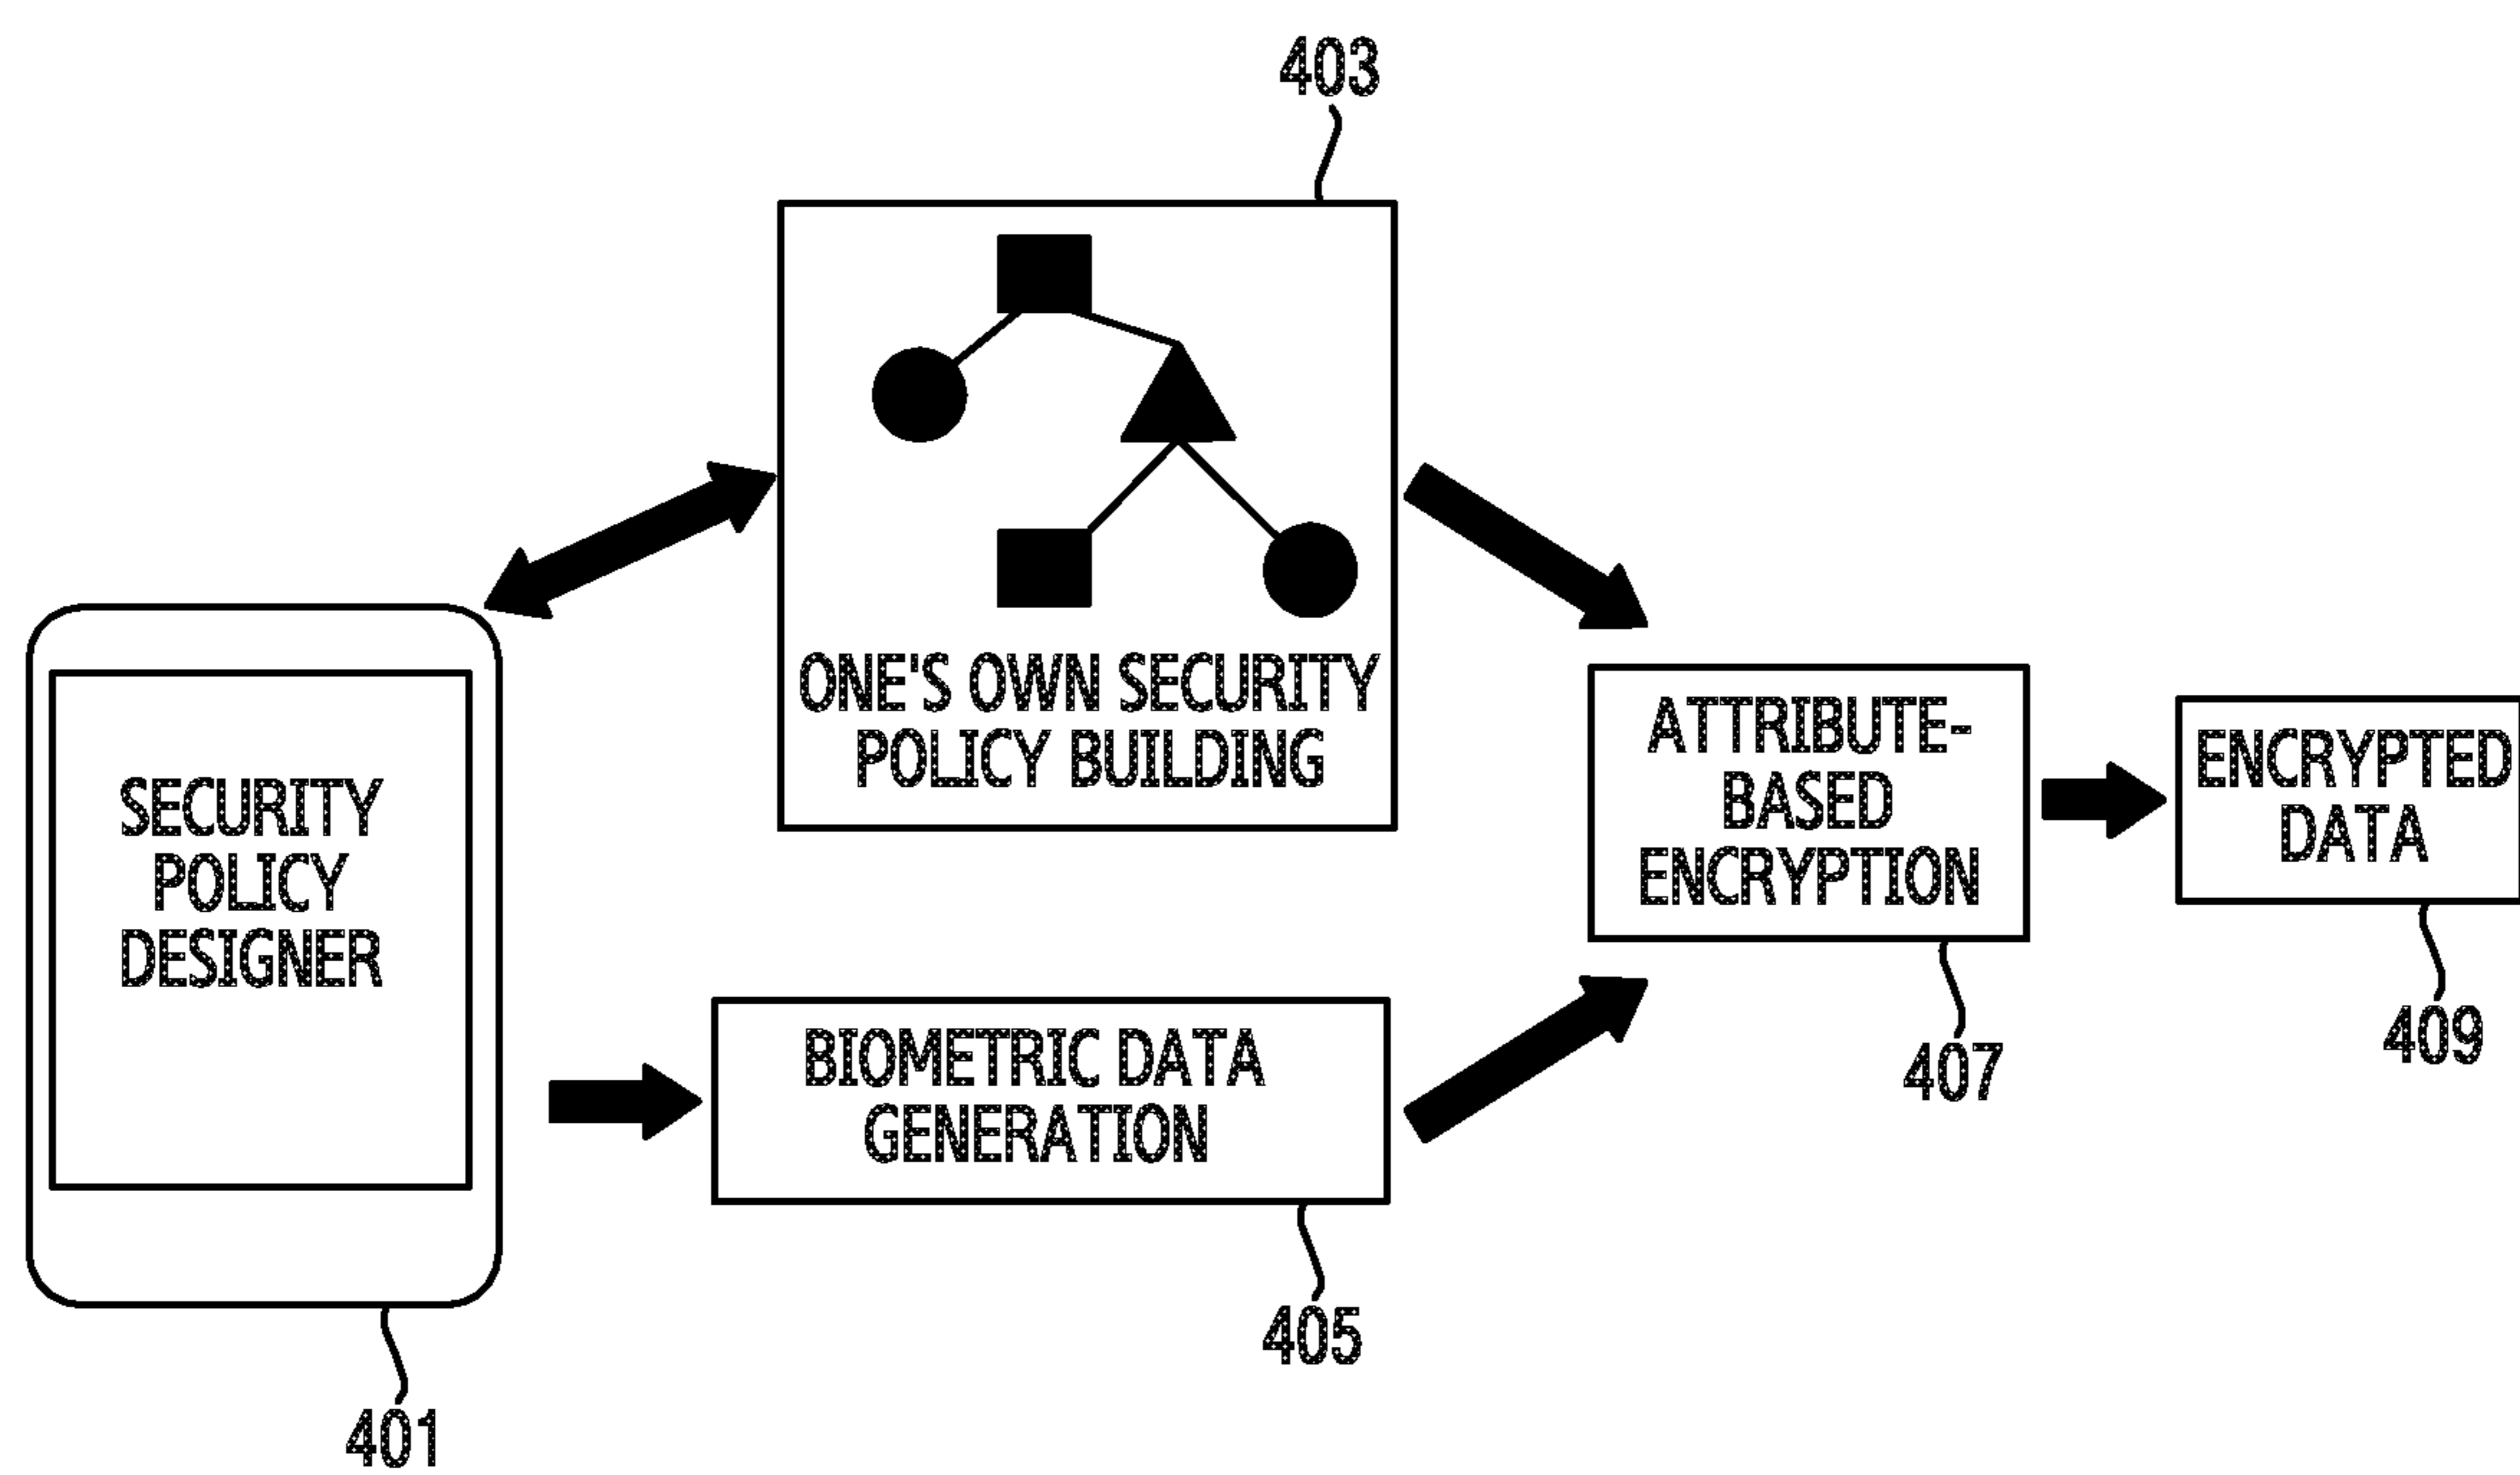 403
ONE'S OWN SECURITY
POLICY BUILDING
SECURITY
POLICY
DESIGNER
401
BIOMETRIC DATA
GENERATION
405
ATTRIBUTE-
BASED
ENCRYPTION
407
ENCRYPTED
DATA
409